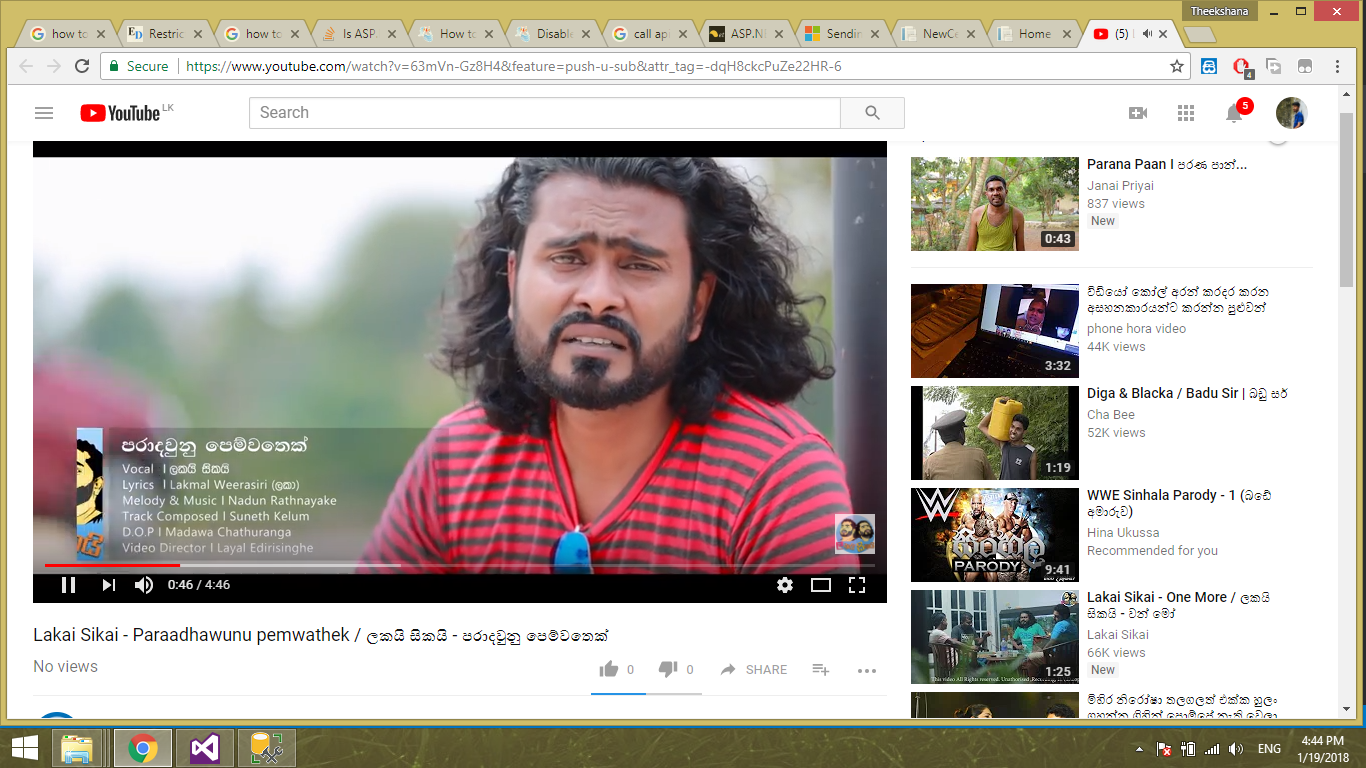 Theekshana
how to
Restric
how to
Is ASP
How to
Disable
call api
ASP.NE
Sendin
NewCe
Home
(5)
Secure
https://www.youtube.com/watch?v=63mVn-Gz8H4&feature=push-u-sub&attr_tag=-dqH8ckcPuZe22HR-6
4
YouTube LK
Search
5
පරාදවුනු පෙම්වතෙක්
Vocal I ලකයි සිකයි
Lyrics I Lakmal Weerasiri (ලකා)
Melody & Music I Nadun Rathnayake
Track Composed I Suneth Kelum
D.O.P I Madawa Chathuranga
Video Director I Layal Edirisinghe
0:46 / 4:46
Lakai Sikai - Paraadhawunu pemwathek / ලකයි සිකයි - පරාදවුනු පෙම්වතෙක්
No views
0
0
SHARE
0:43
Parana Paan I පරණ පාන්...
Janai Priyai
837 views
New
3:32
වීඩියෝ කෝල් අරන් කරදර කරන
අසහනකාරයන්ට කරන්න පුළුවන්
phone hora video
44K views
1:19
Diga & Blacka / Badu Sir | බඩු සර්
Cha Bee
52K views
PARODY
9:41
WWE Sinhala Parody - 1 (බඩේ
අමාරුව)
Hina Ukussa
Recommended for you
1:25
Lakai Sikai - One More / ලකයි
සිකයි - වන් මෝ
Lakai Sikai
66K views
New
මිහිර නිරෝෂා තලගලත් එක්ක හුලං
ENG
4:44 PM
1/19/2018